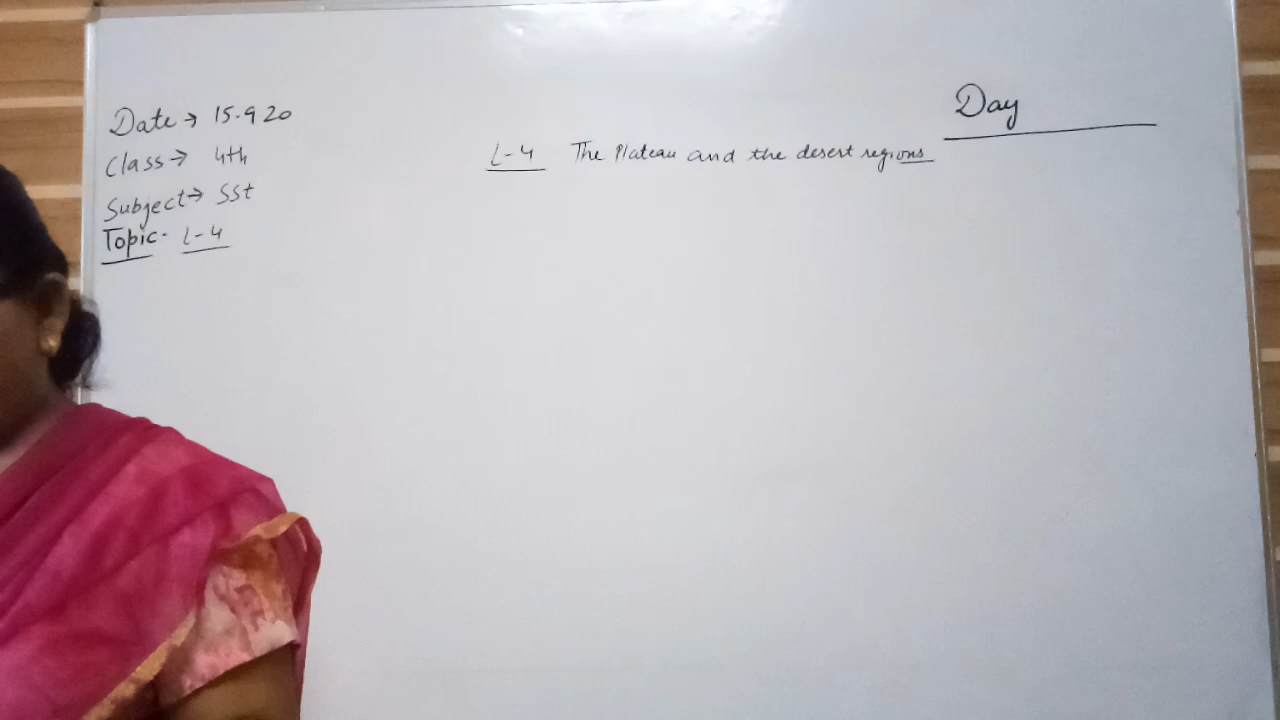 Date → 15.9 20
Class → 4th
Subject → SSt
Topic - L-4
Day
L-4 The Plateau and the desert regions